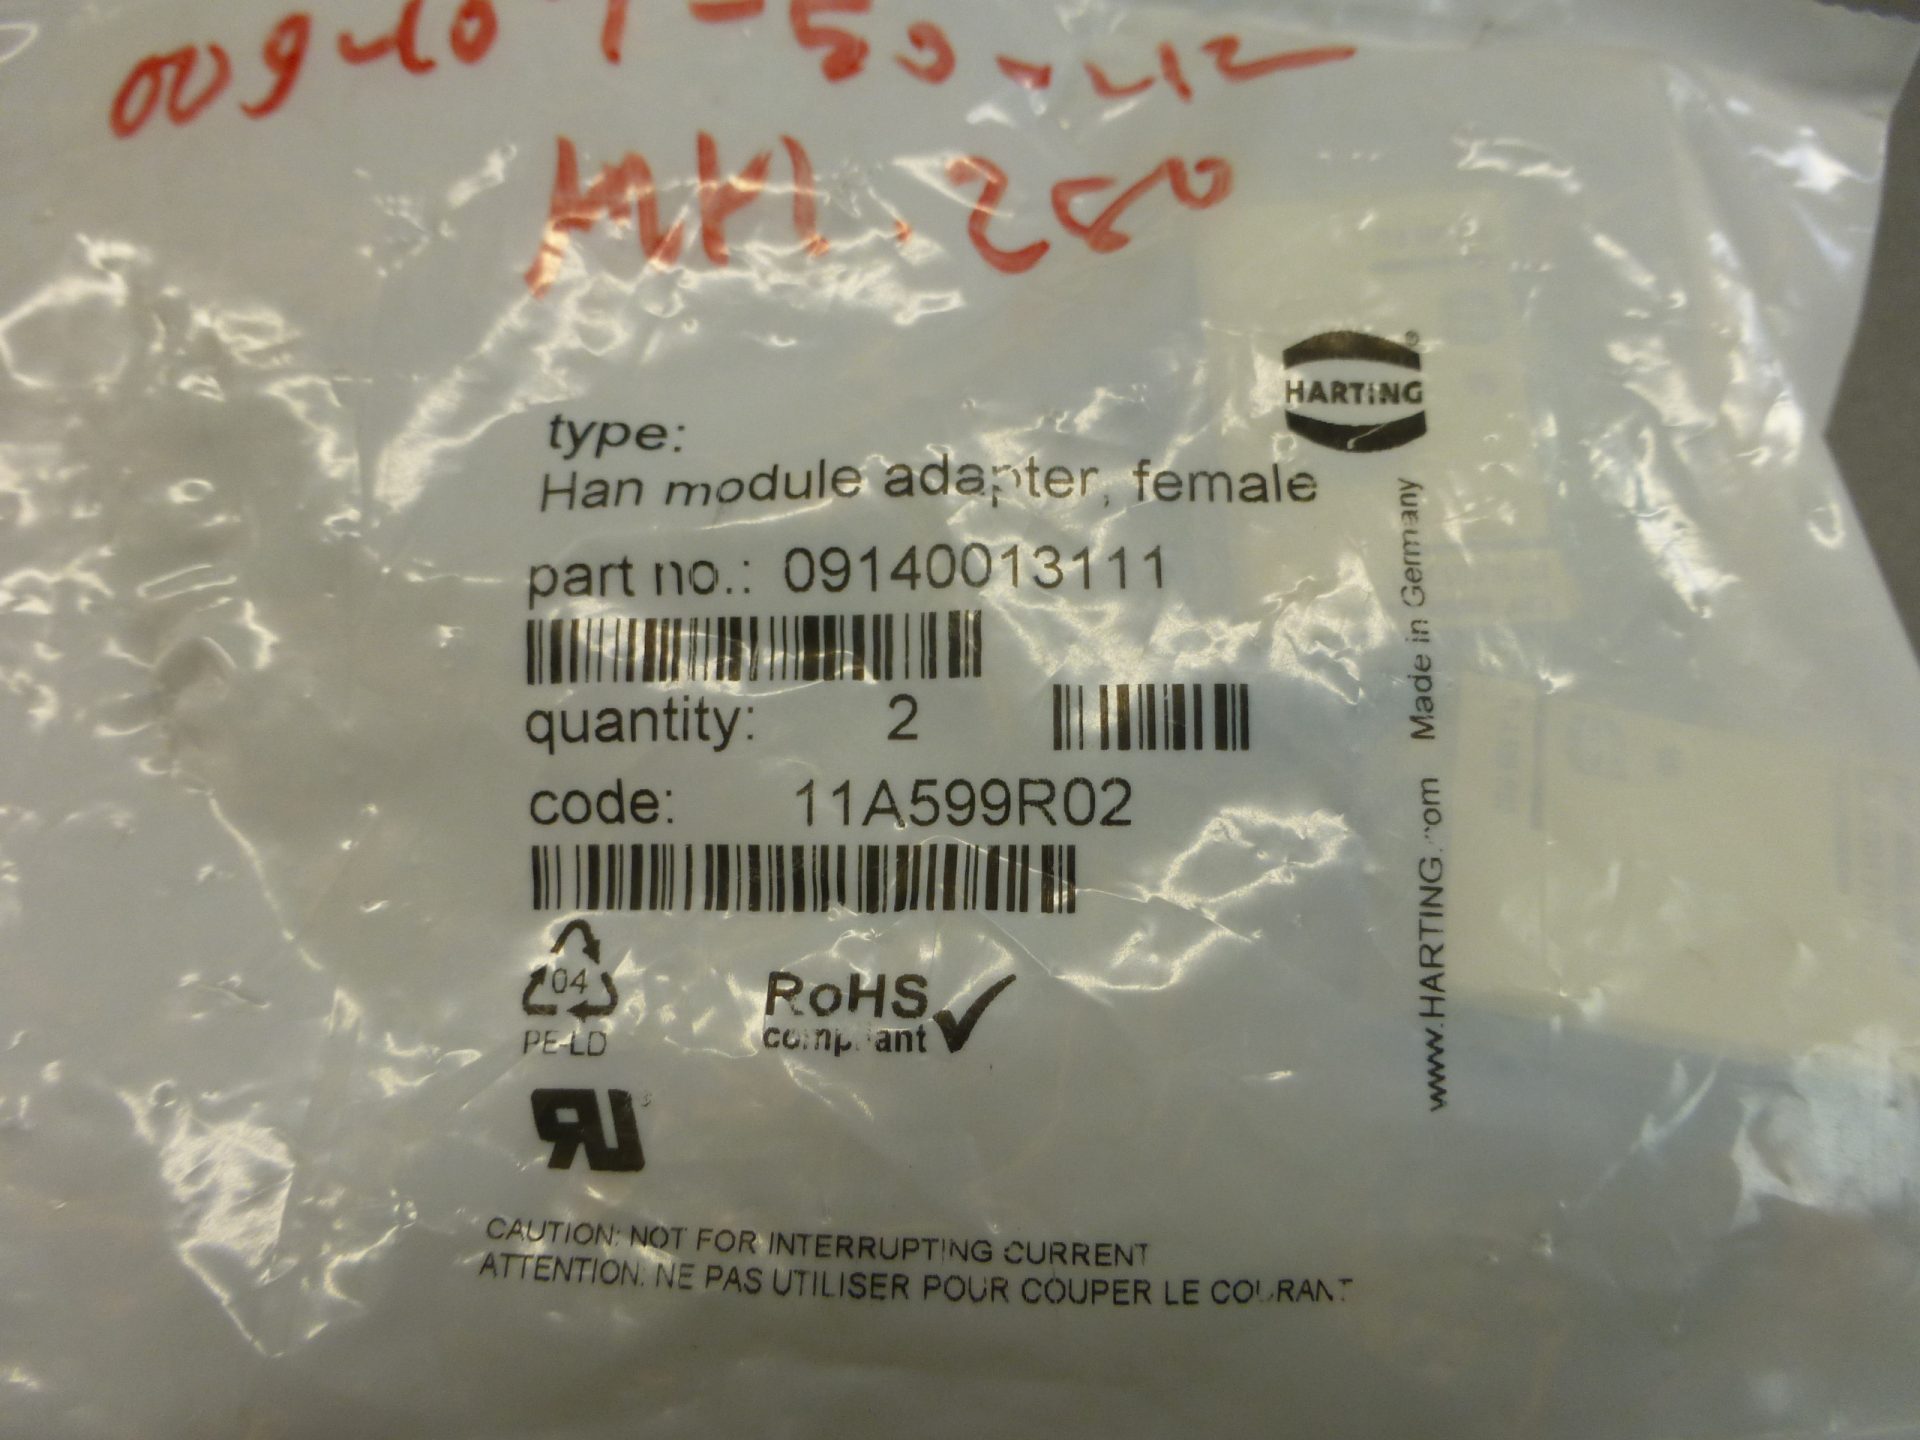 HARTING
type:
Han module adapter, female
part no.: 09140013111
quantity: 2
code: 11A599R02
04
PE-LD
RoHS
compliant
CAUTION: NOT FOR INTERRUPTING CURRENT
ATTENTION: NE PAS UTILISER POUR COUPER LE COURANT
www.HARTING.com Made in Germany